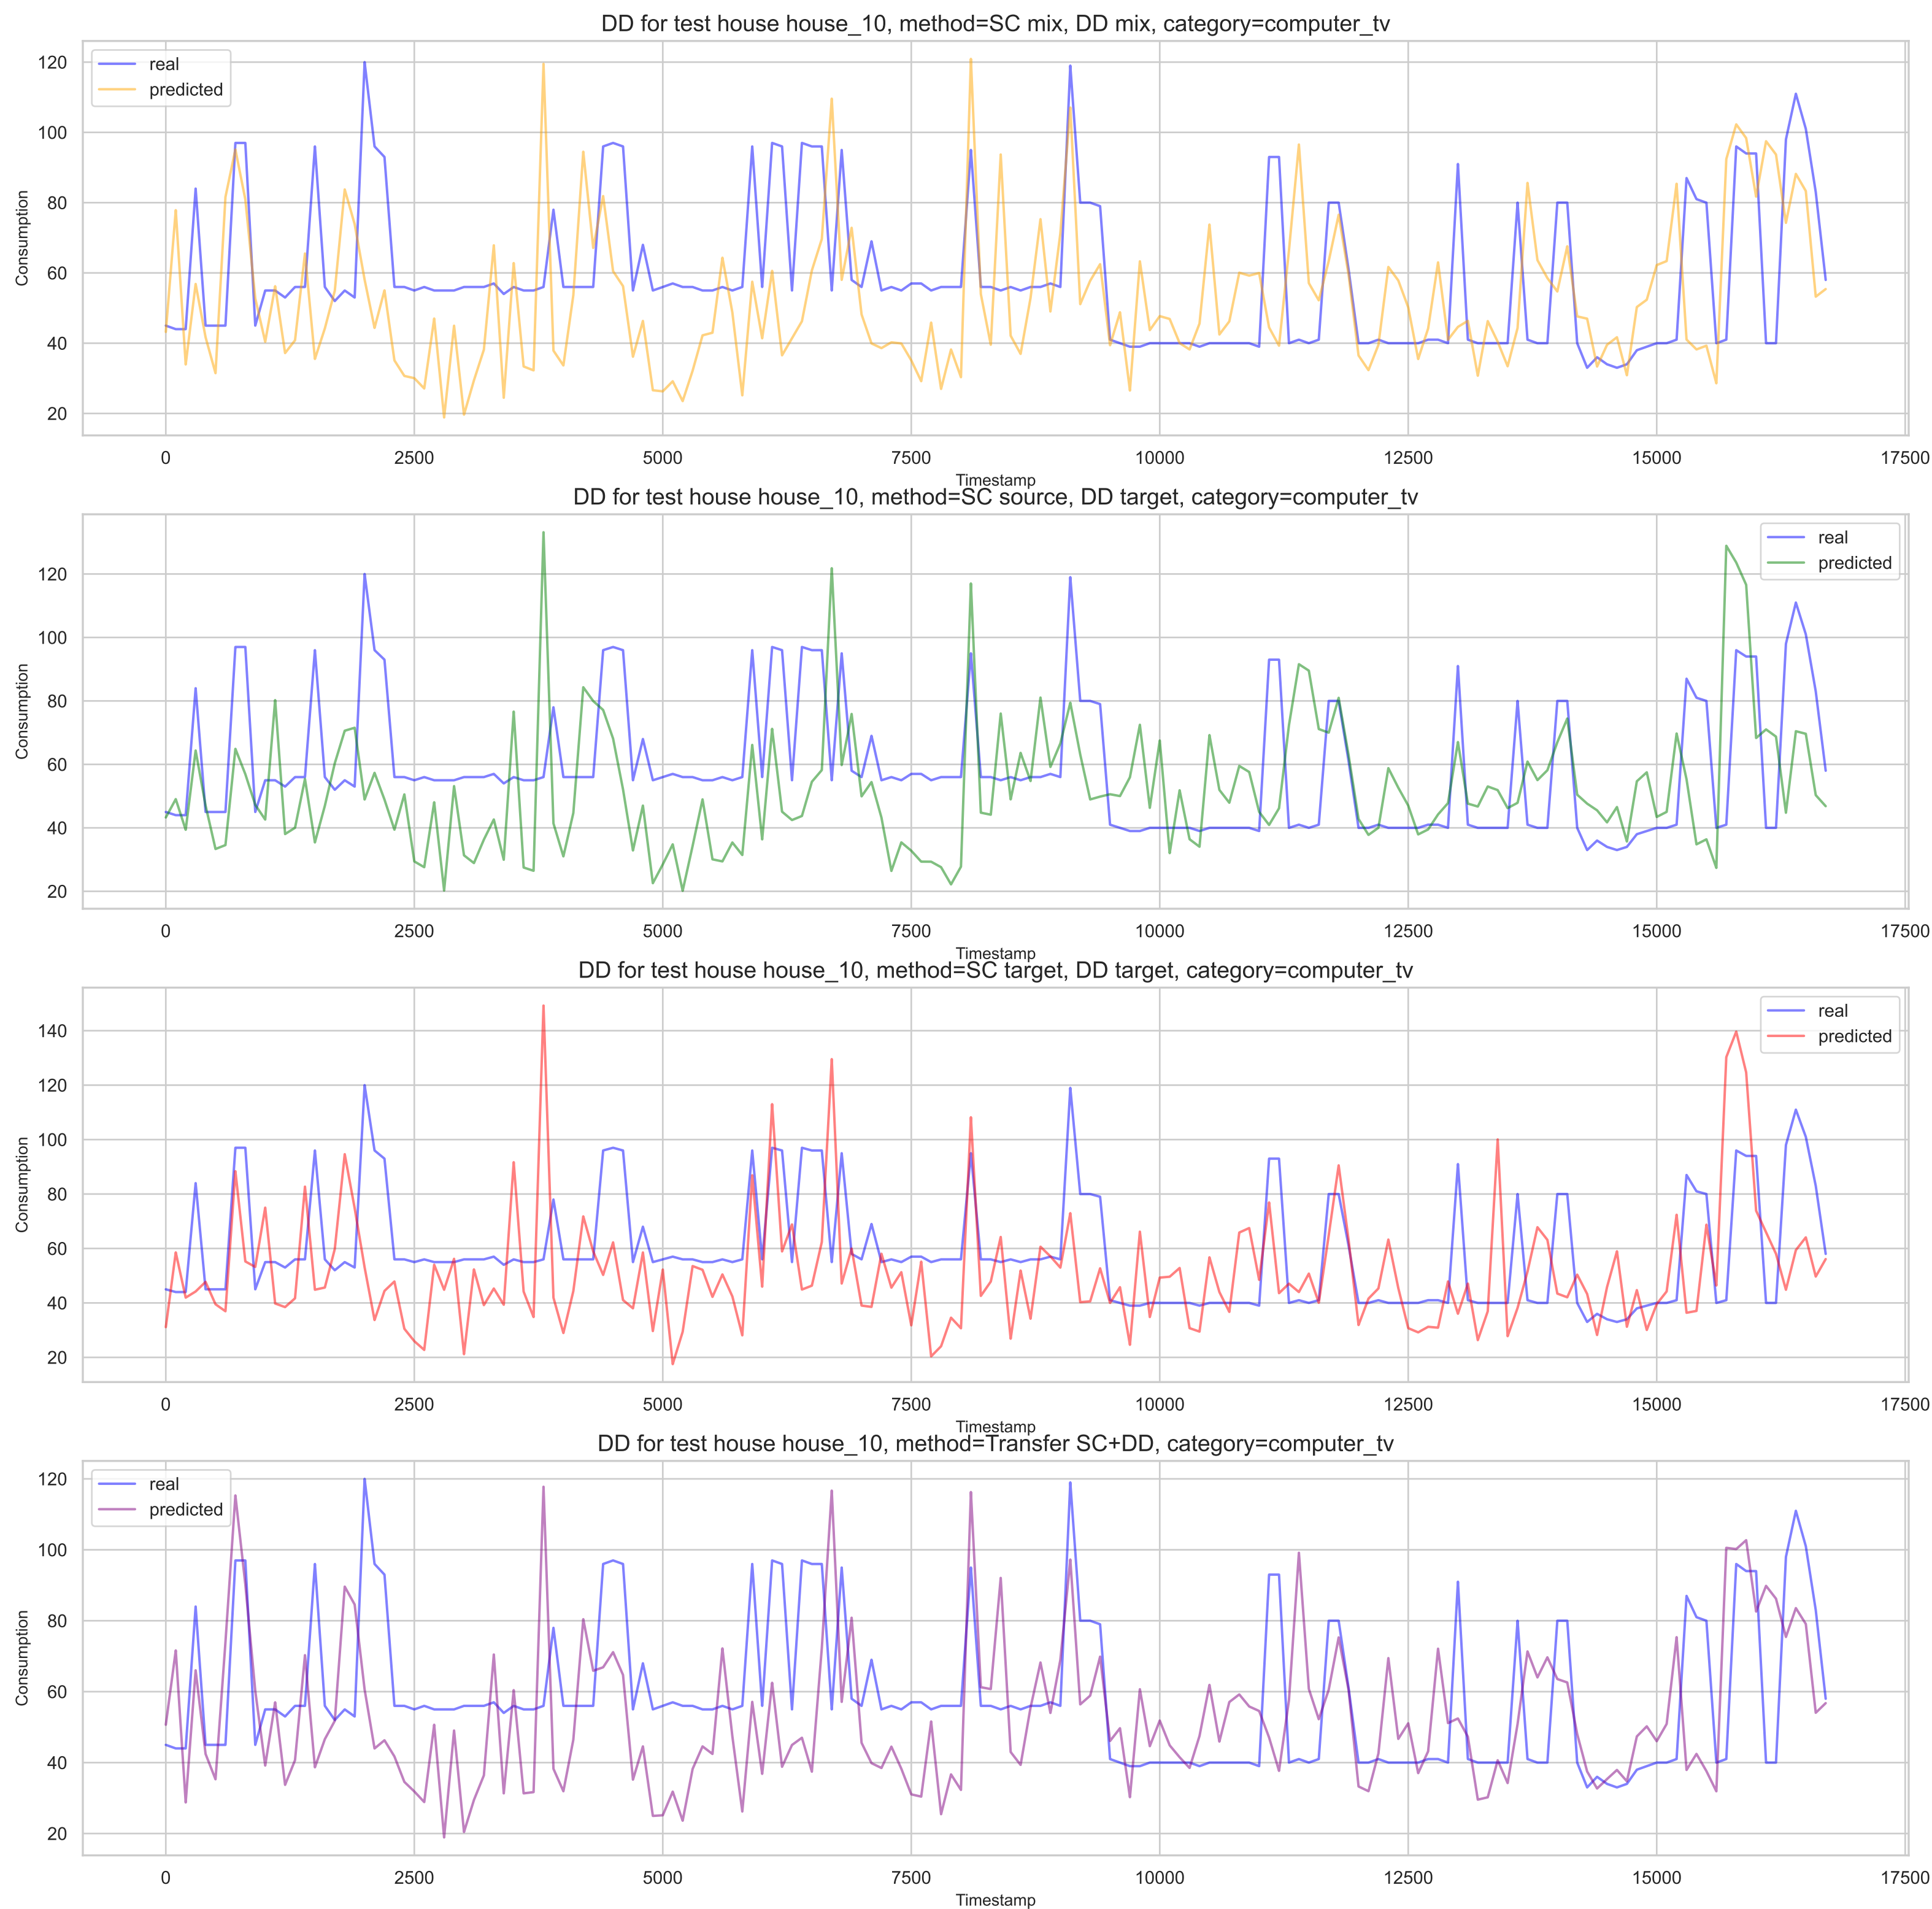 DD for test house house_10, method=SC mix, DD mix, category=computer_tv
real
predicted
Consumption
120
100
80
60
40
20
0 2500 5000 7500 10000 12500 15000 17500
Timestamp
DD for test house house_10, method=SC source, DD target, category=computer_tv
real
predicted
Consumption
120
100
80
60
40
20
0 2500 5000 7500 10000 12500 15000 17500
Timestamp
DD for test house house_10, method=SC target, DD target, category=computer_tv
real
predicted
Consumption
140
120
100
80
60
40
20
0 2500 5000 7500 10000 12500 15000 17500
Timestamp
DD for test house house_10, method=Transfer SC+DD, category=computer_tv
real
predicted
Consumption
120
100
80
60
40
20
0 2500 5000 7500 10000 12500 15000 17500
Timestamp